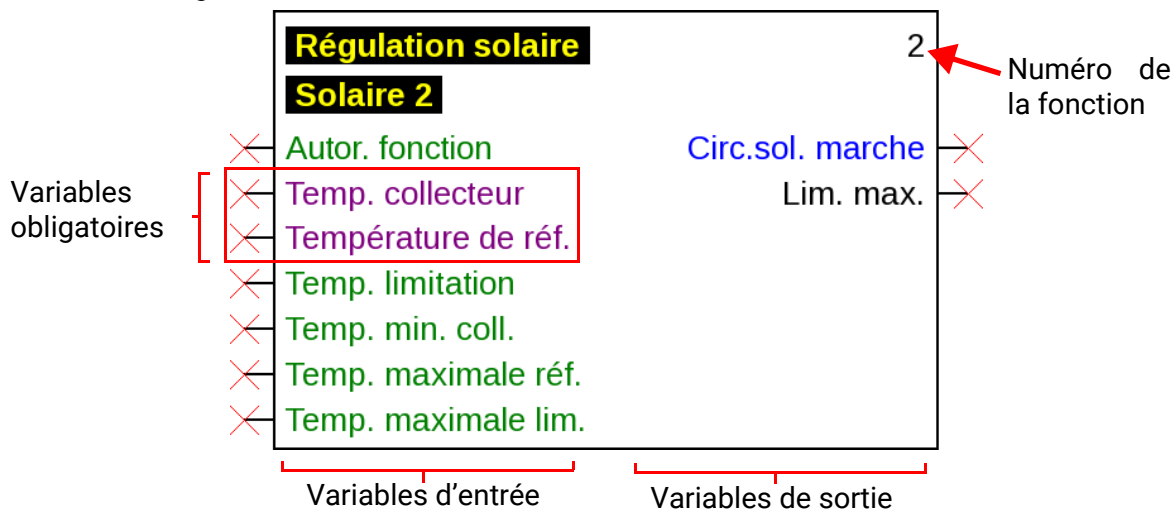 Régulation solaire
2
Solaire 2
Numéro de
la fonction
Autor. fonction
Circ.sol. marche
Variables
obligatoires
Temp. collecteur
Lim. max.
Température de réf.
Temp. limitation
Temp. min. coll.
Temp. maximale réf.
Temp. maximale lim.
Variables d’entrée
Variables de sortie